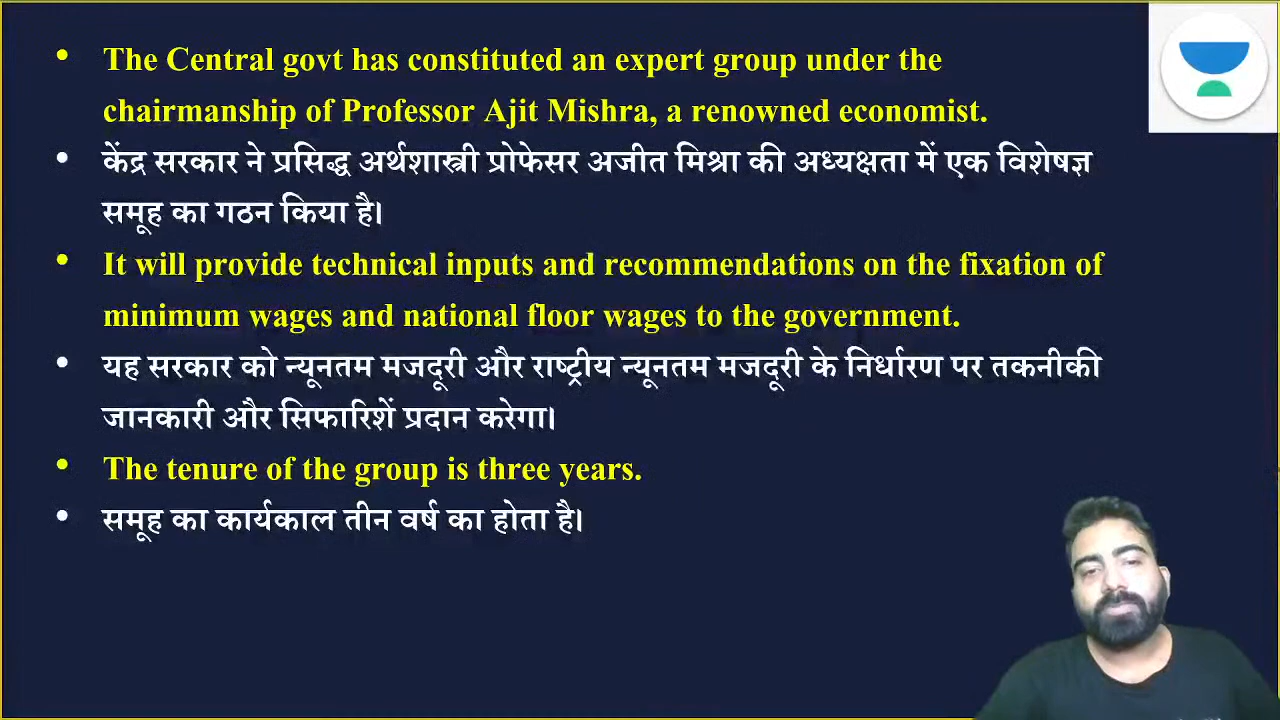 • The Central govt has constituted an expert group under the
chairmanship of Professor Ajit Mishra, a renowned economist.
• केंद्र सरकार ने प्रसिद्ध अर्थशास्त्री प्रोफेसर अजीत मिश्रा की अध्यक्षता में एक विशेषज्ञ
समूह का गठन किया है।
• It will provide technical inputs and recommendations on the fixation of
minimum wages and national floor wages to the government.
• यह सरकार को न्यूनतम मजदूरी और राष्ट्रीय न्यूनतम मजदूरी के निर्धारण पर तकनीकी
जानकारी और सिफारिशें प्रदान करेगा।
• The tenure of the group is three years.
• समूह का कार्यकाल तीन वर्ष का होता है।